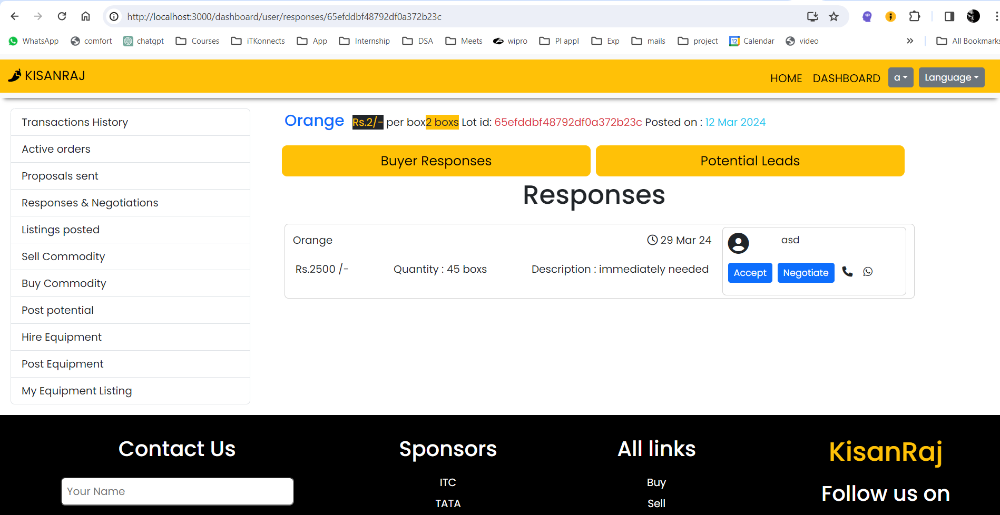 http://localhost:3000/dashboard/user/responses/65efddbf48792df0a372b23c
WhatsApp comfort chatgpt Courses iTKonnects App Internship DSA Meets wipro PI appl Exp mails project 12 Calendar video » All Bookmarks
KISANRAJ HOME DASHBOARD a Language
Transactions History
Active orders
Proposals sent
Responses & Negotiations
Listings posted
Sell Commodity
Buy Commodity
Post potential
Hire Equipment
Post Equipment
My Equipment Listing
Orange Rs.2/- per box2 boxs Lot id: 65efddbf48792df0a372b23c Posted on : 12 Mar 2024
Buyer Responses Potential Leads
Responses
Orange 29 Mar 24 asd
Rs.2500 /- Quantity : 45 boxs Description : immediately needed Accept Negotiate
Contact Us
Your Name
Sponsors
ITC
TATA
All links
Buy
Sell
KisanRaj
Follow us on